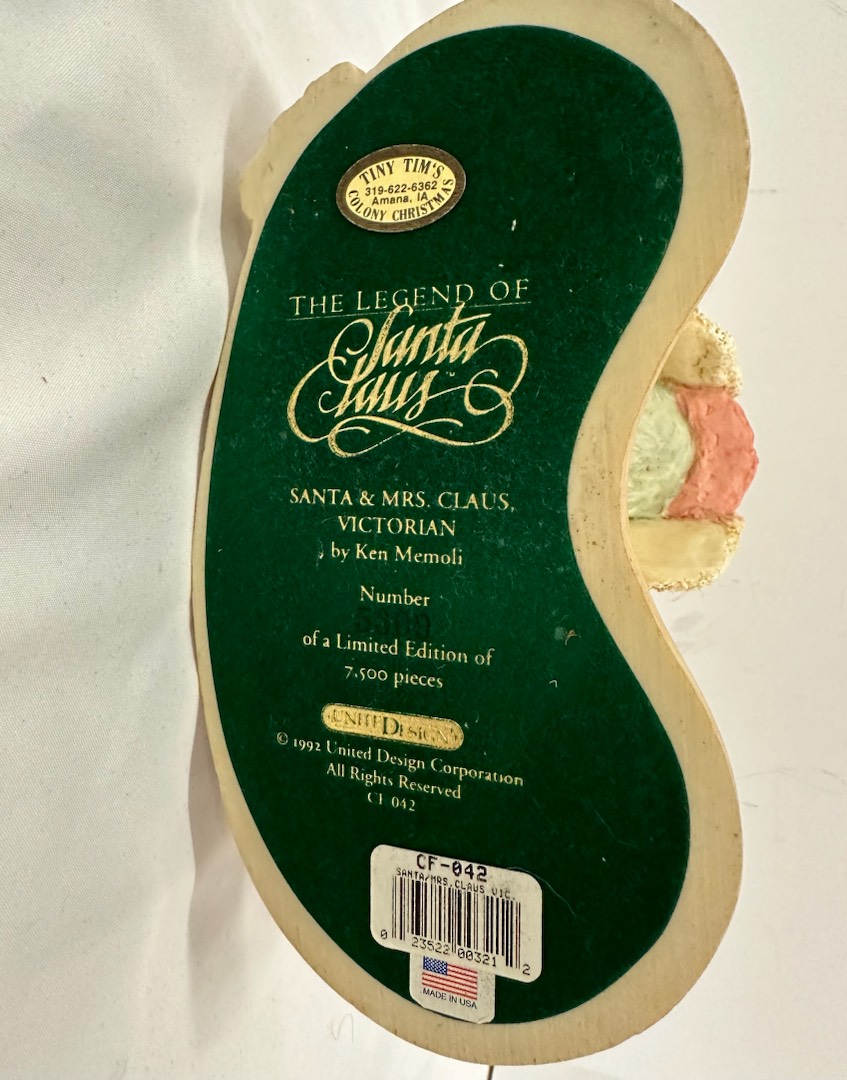 TINY TIM'S
319-622-6362
Amana, IA
COLONY CHRISTMAS
THE LEGEND OF
Santa
Claus
SANTA & MRS. CLAUS,
VICTORIAN
by Ken Memoli
Number
of a Limited Edition of
7,500 pieces
UNITED DESIGN
© 1992 United Design Corporation
All Rights Reserved
CF 042
CF-042
SANTA/MRS.CLAUS VIC.
0 23522 00321 2
MADE IN USA